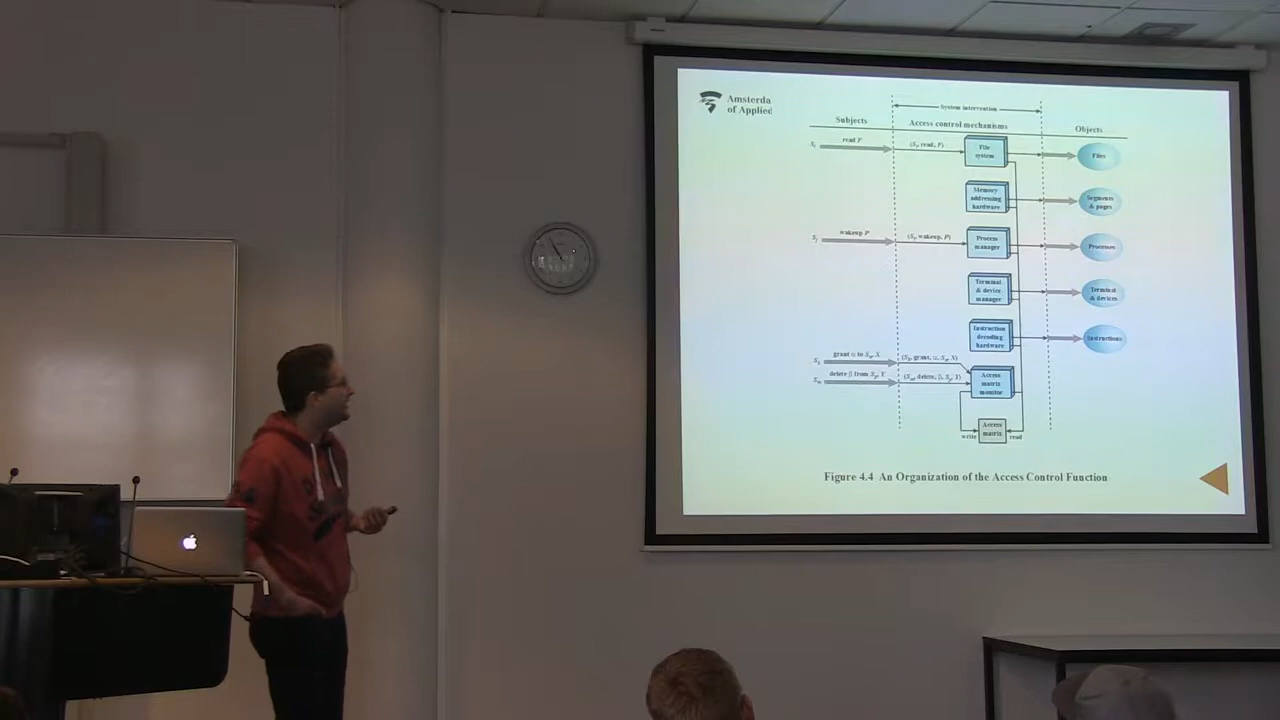 Amsterda
of Applied
System intervention
Subjects
Access control mechanisms
Objects
read F
File
system
Files
Memory
addressing
hardware
Segments
& pages
wakeup P
Process
manager
Processes
Terminal
& device
manager
Terminal
& devices
Instruction
decoding
hardware
Instructions
Access
matrix
monitor
Access
matrix
write
read
Figure 4.4 An Organization of the Access Control Function